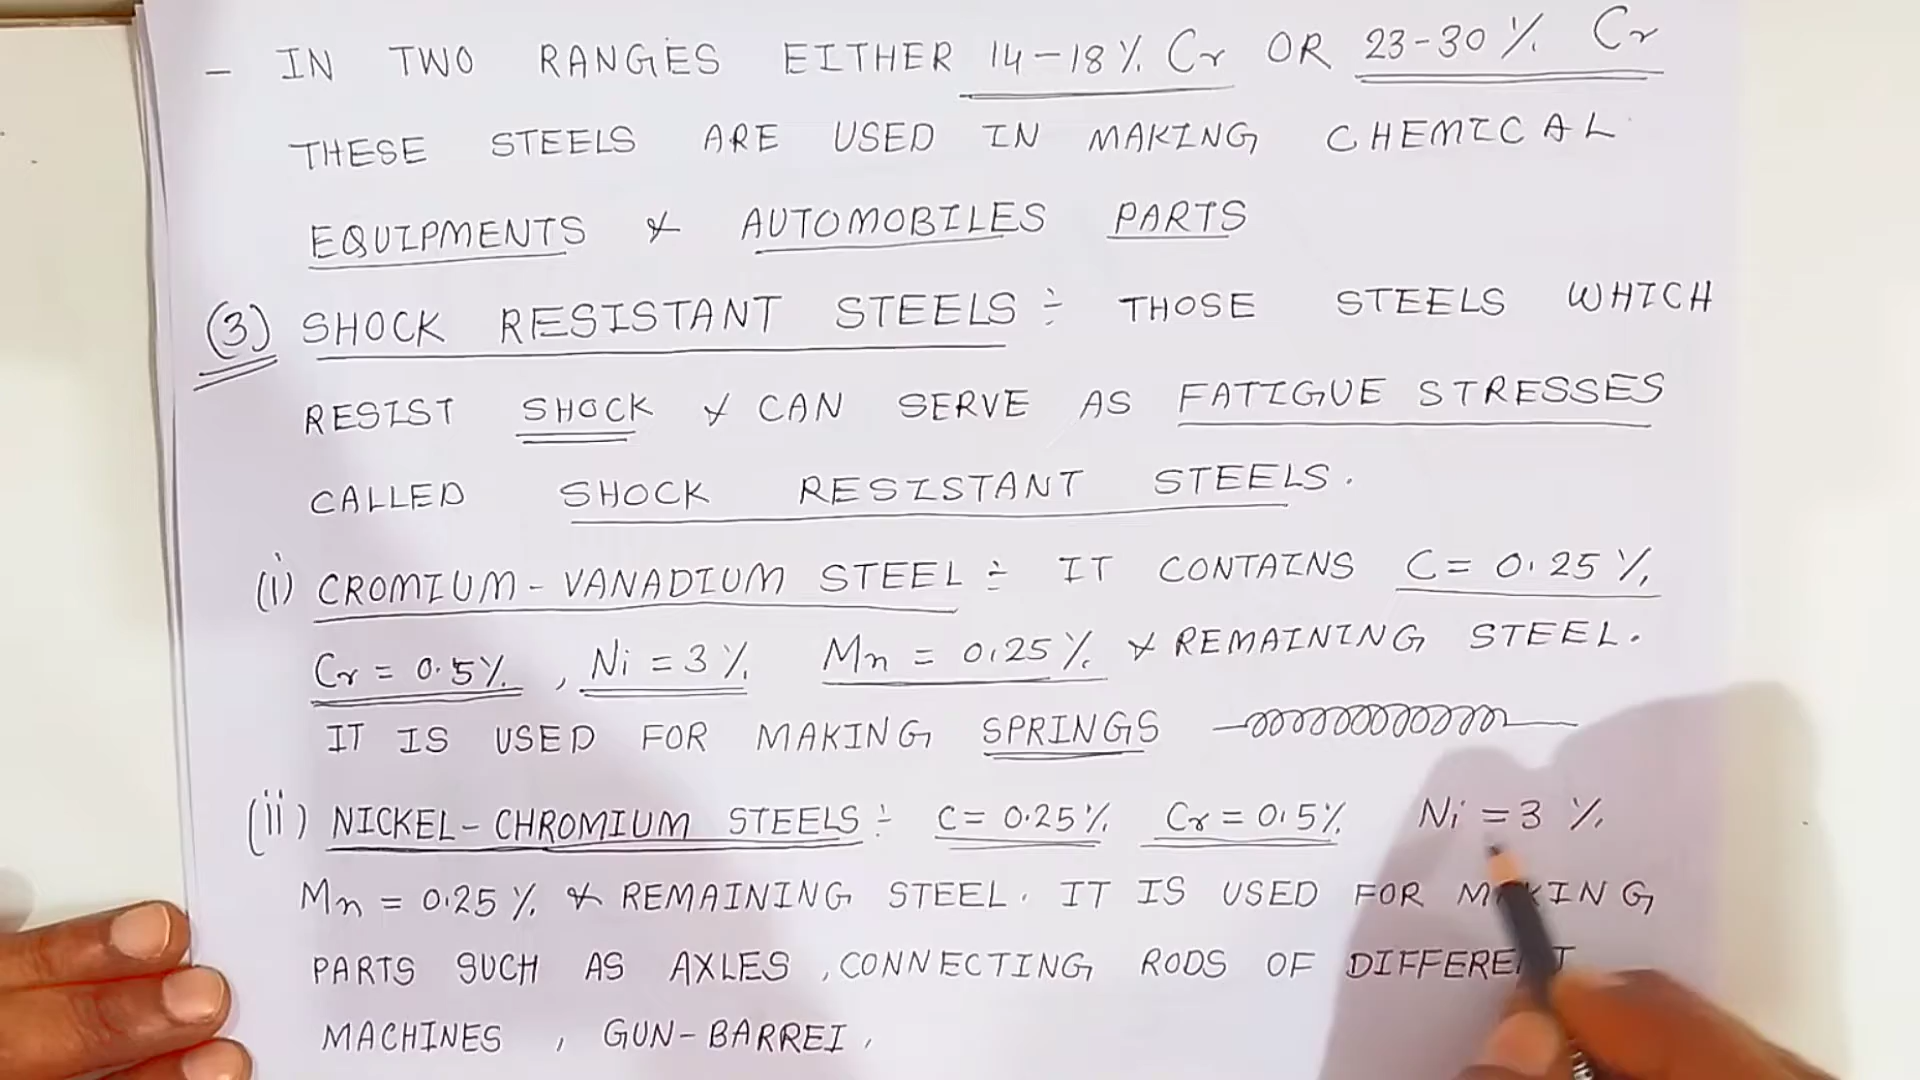 - IN TWO RANGES EITHER 14-18% Cr OR 23-30% Cr
THESE STEELS ARE USED IN MAKING CHEMICAL
EQUIPMENTS & AUTOMOBILES PARTS
(3) SHOCK RESISTANT STEELS ÷ THOSE STEELS WHICH
RESIST SHOCK & CAN SERVE AS FATIGUE STRESSES
CALLED SHOCK RESISTANT STEELS.
(i) CROMIUM-VANADIUM STEEL ÷ IT CONTAINS C = 0.25%
Cr = 0.5%, Ni = 3% Mn = 0.25% & REMAINING STEEL.
IT IS USED FOR MAKING SPRINGS
(ii) NICKEL-CHROMIUM STEELS ÷ C = 0.25% Cr = 0.5% Ni = 3%
Mn = 0.25% & REMAINING STEEL. IT IS USED FOR MAKING
PARTS SUCH AS AXLES, CONNECTING RODS OF DIFFERENT
MACHINES, GUN-BARREI,